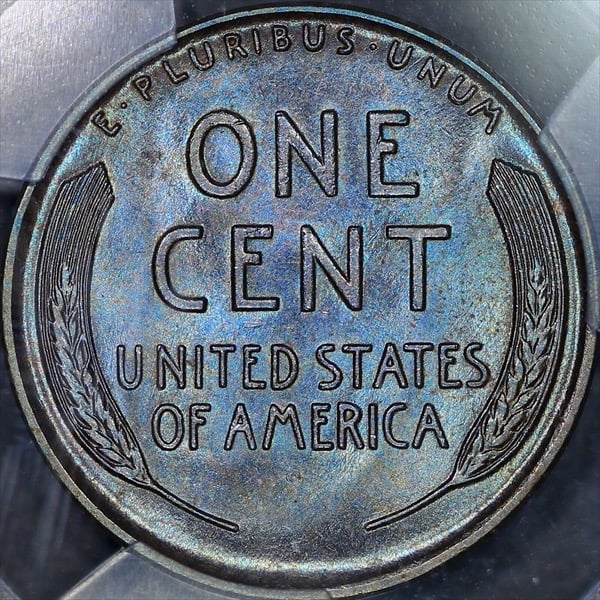 E · PLURIBUS · UNUM
ONE
CENT
UNITED STATES
OF AMERICA